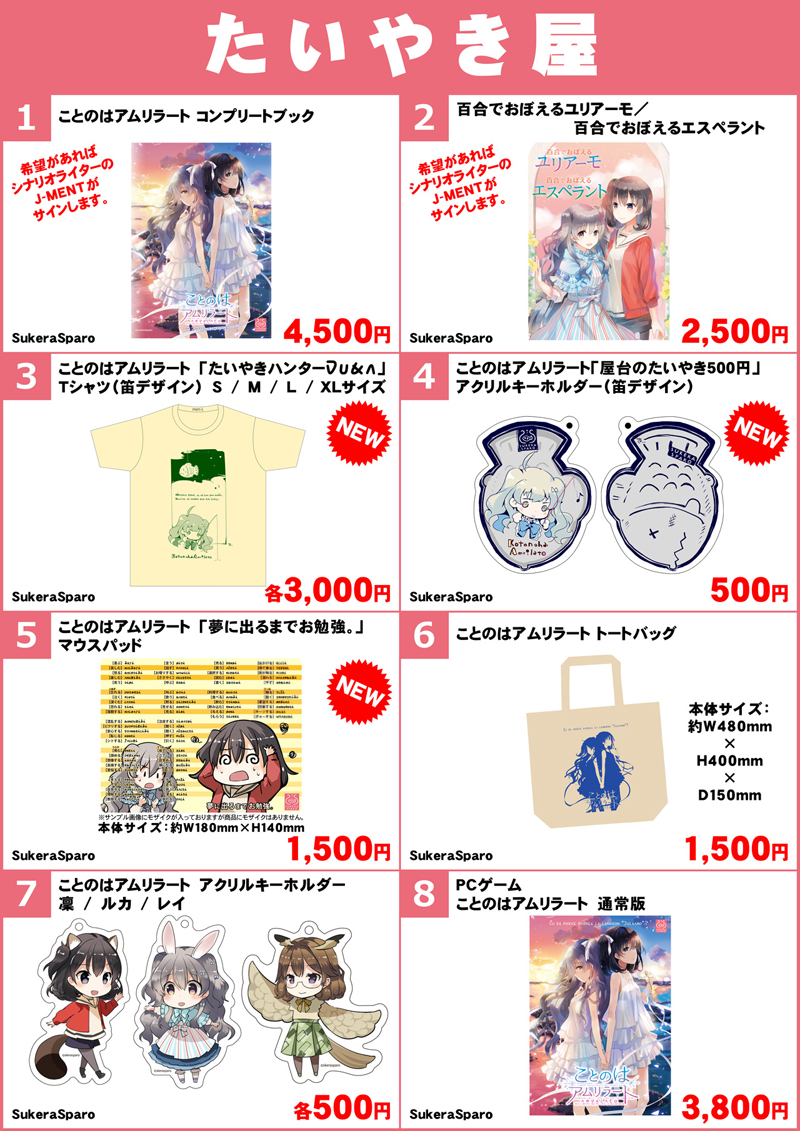 たいやき屋
1
ことのはアムリラート コンプリートブック
希望があれば
シナリオライターの
J-MENTが
サインします。
ことのは
アムリラート
SukeraSparo
4,500円
2
百合でおぼえるユリアーモ／
百合でおぼえるエスペラント
希望があれば
シナリオライターの
J-MENTが
サインします。
百合でおぼえる
ユリアーモ
百合でおぼえる
エスペラント
SukeraSparo
2,500円
3
ことのはアムリラート 「たいやきハンター
Tシャツ（笛デザイン） S / M / L / XLサイズ
NEW
SukeraSparo
各3,000円
4
ことのはアムリラート「屋台のたいやき500円」
アクリルキーホルダー（笛デザイン）
NEW
Kotonoha
Amrilato
SukeraSparo
500円
5
ことのはアムリラート 「夢に出るまでお勉強。」
マウスパッド
NEW
夢に出るまでお勉強。
※サンプル画像にモザイクが入っておりますが商品にモザイクはありません。
本体サイズ：約W180mm×H140mm
SukeraSparo
1,500円
6
ことのはアムリラート トートバッグ
本体サイズ：
約W480mm
×
H400mm
×
D150mm
SukeraSparo
1,500円
7
ことのはアムリラート アクリルキーホルダー
凜 / ルカ / レイ
SukeraSparo
各500円
8
PCゲーム
ことのはアムリラート 通常版
ことのは
アムリラート
SukeraSparo
3,800円